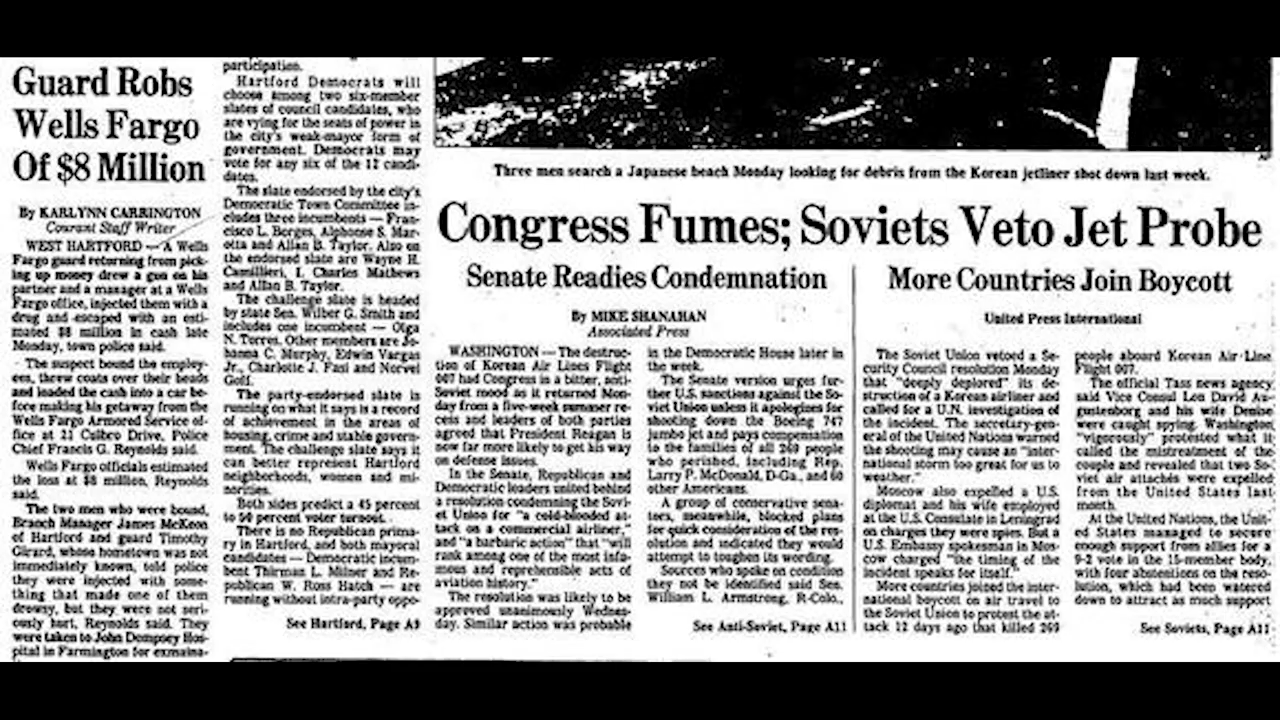 Guard Robs
Wells Fargo
Of $8 Million
By KARLYNN CARRINGTON
Courant Staff Writer
WEST HARTFORD — A Wells
Fargo guard returning from pick-
ing up money drew a gun on his
partner and a manager at a Wells
Fargo office, injected them with a
drug and escaped with an esti-
mated $8 million in cash late
Monday, town police said.
The suspect bound the employ-
ees, threw coats over their heads
and loaded the cash into a car be-
fore making his getaway from the
Wells Fargo Armored Service of-
fice at 21 Culbro Drive, Police
Chief Francis G. Reynolds said.
Wells Fargo officials estimated
the loss at $8 million, Reynolds
said.
The two men who were bound,
Branch Manager James McKeon
of Hartford and guard Timothy
Girard, whose hometown was not
immediately known, told police
they were injected with some-
thing that made one of them
drowsy, but they were not seri-
ously hurt, Reynolds said. They
were taken to John Dempsey Hos-
pital in Farmington for exmaina-
participation.
Hartford Democrats will
choose among two six-member
slates of council candidates, who
are vying for the seats of power in
the city's weak-mayor form of
government. Democrats may
vote for any six of the 12 candi-
dates.
The slate endorsed by the city's
Democratic Town Committee in-
cludes three incumbents — Fran-
cisco L. Borges, Alphonse S. Mar-
otta and Allan B. Taylor. Also on
the endorsed slate are Wayne H.
Camillieri, I. Charles Mathews
and Allan B. Taylor.
The challenge slate is headed
by state Sen. Wilber G. Smith and
includes one incumbent — Olga
N. Torres. Other members are Jo-
hanna C. Murphy, Edwin Vargas
Jr., Charlotte J. Fasi and Norvel
Goff.
The party-endorsed slate is
running on what it says is a record
of achievement in the areas of
housing, crime and stable govern-
ment. The challenge slate says it
can better represent Hartford
neighborhoods, women and mi-
norities.
Both sides predict a 45 percent
to 50 percent voter turnout.
There is no Republican prima-
ry in Hartford, and both mayoral
candidates — Democratic incum-
bent Thirman L. Milner and Re-
publican W. Ross Hatch — are
running without intra-party oppo-
See Hartford, Page A9
AP
Three men search a Japanese beach Monday looking for debris from the Korean jetliner shot down last week.
Congress Fumes; Soviets Veto Jet Probe
Senate Readies Condemnation
By MIKE SHANAHAN
Associated Press
WASHINGTON — The destruc-
tion of Korean Air Lines Flight
007 had Congress in a bitter, anti-
Soviet mood as it returned Mon-
day from a five-week summer re-
cess and leaders of both parties
agreed that President Reagan is
now far more likely to get his way
on defense issues.
In the Senate, Republican and
Democratic leaders united behind
a resolution condemning the Sovi-
et Union for "a cold-blooded at-
tack on a commercial airliner,"
and "a barbaric action" that "will
rank among one of the most infa-
mous and reprehensible acts of
aviation history."
The resolution was likely to be
approved unanimously Wednes-
day. Similar action was probable
in the Democratic House later in
the week.
The Senate version urges fur-
ther U.S. sanctions against the So-
viet Union unless it apologizes for
shooting down the Boeing 747
jumbo jet and pays compensation
to the families of all 269 people
who perished, including Rep.
Larry P. McDonald, D-Ga., and 60
other Americans.
A group of conservative sena-
tors, meanwhile, blocked plans
for quick consideration of the res-
olution and indicated they would
attempt to toughen its wording.
Sources who spoke on condition
they not be identified said Sen.
William L. Armstrong, R-Colo.,
See Anti-Soviet, Page A11
More Countries Join Boycott
United Press International
The Soviet Union vetoed a Se-
curity Council resolution Monday
that "deeply deplored" its de-
struction of a Korean airliner and
called for a U.N. investigation of
the incident. The secretary-gen-
eral of the United Nations warned
the shooting may cause an "inter-
national storm too great for us to
weather."
Moscow also expelled a U.S.
diplomat and his wife employed
at the U.S. Consulate in Leningrad
on charges they were spies. But a
U.S. Embassy spokesman in Mos-
cow charged "the timing of the
incident speaks for itself."
More countries joined the inter-
national boycott on air travel to
the Soviet Union to protest the at-
tack 12 days ago that killed 269
people aboard Korean Air Line
Flight 007.
The official Tass news agency
said Vice Consul Lon David Au-
gustenborg and his wife Denise
were caught spying. Washington
"vigorously" protested what it
called the mistreatment of the
couple and revealed that two So-
viet air attachés were expelled
from the United States last
month.
At the United Nations, the Unit-
ed States managed to secure
enough support from allies for a
9-2 vote in the 15-member body,
with four abstentions on the reso-
lution, which had been watered
down to attract as much support
See Soviets, Page A11